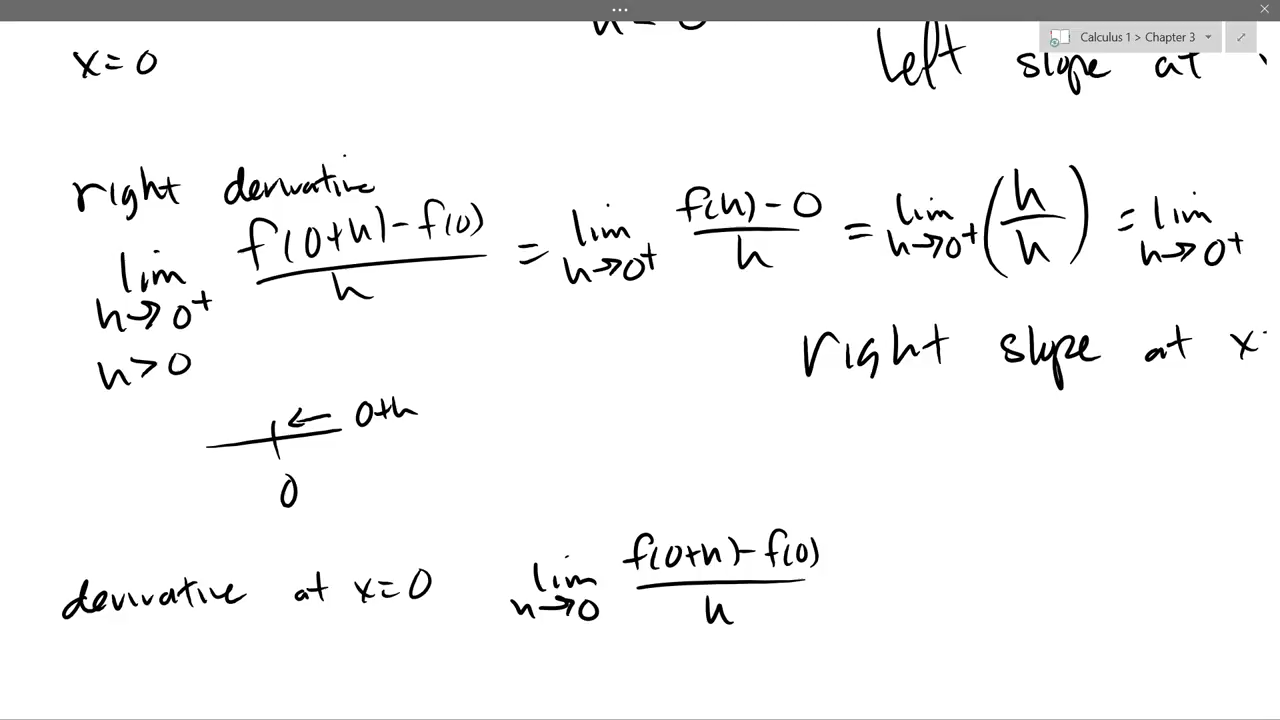 Calculus 1 > Chapter 3
x=0
left slope at
right derivative
lim h→0⁺ h>0 (f(0+h)-f(0))/h = lim h→0⁺ (f(h)-0)/h = lim h→0⁺ (h/h) = lim h→0⁺
right slope at x
0+h
0
derivative at x=0 lim h→0 (f(0+h)-f(0))/h